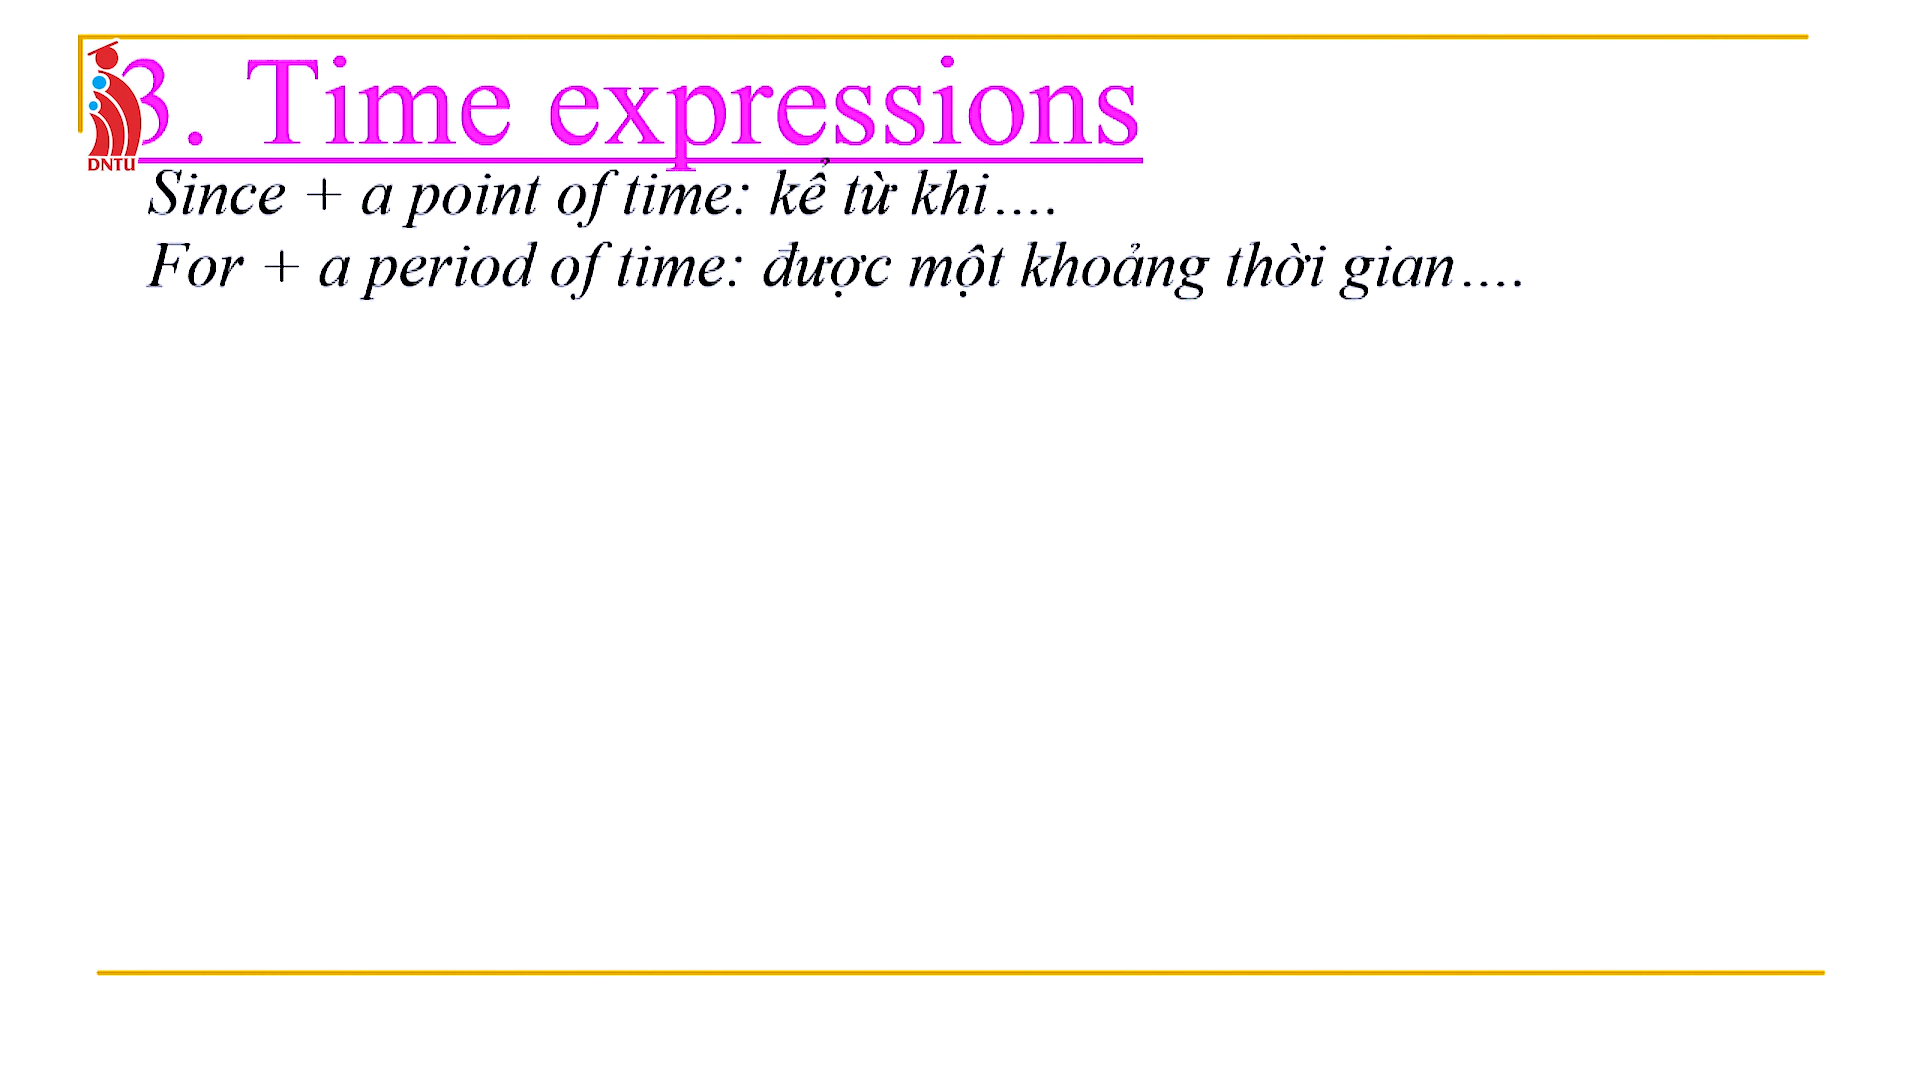 3. Time expressions
DNTU
Since + a point of time: kể từ khi….
For + a period of time: được một khoảng thời gian….